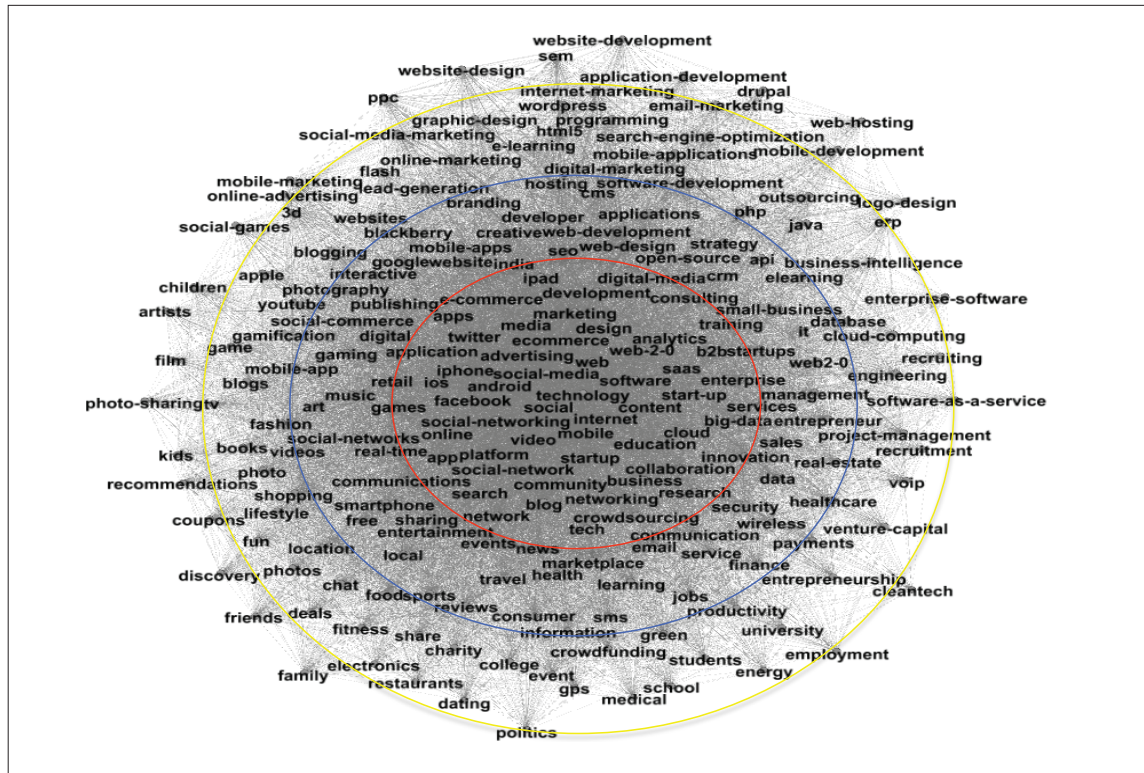 website-development
sem
website-design
application-development
ppc
internet-marketing
drupal
wordpress
email-marketing
graphic-design
programming
web-hosting
social-media-marketing
html5
search-engine-optimization
e-learning
online-marketing
mobile-applications
mobile-development
flash
digital-marketing
mobile-marketing
lead-generation
hosting
software-development
online-advertising
branding
cms
outsourcing
logo-design
3d
websites
developer
applications
php
java
erp
social-games
blackberry
creative
web-development
blogging
mobile-apps
seo
web-design
strategy
google
website
india
open-source
api
business-intelligence
apple
interactive
ipad
digital-media
crm
elearning
children
photography
development
consulting
enterprise-software
artists
youtube
publishing
e-commerce
small-business
social-commerce
apps
marketing
training
database
gamification
digital
twitter
media
design
analytics
it
cloud-computing
game
ecommerce
film
gaming
application
advertising
web-2-0
b2b
startups
recruiting
blogs
mobile-app
iphone
social-media
web
saas
web2-0
engineering
retail
ios
android
software
enterprise
photo-sharing
tv
art
music
facebook
technology
start-up
management
software-as-a-service
games
social
content
services
fashion
social-networking
internet
big-data
entrepreneur
social-networks
online
video
mobile
cloud
sales
project-management
kids
books
videos
real-time
app
platform
startup
education
innovation
real-estate
recruitment
photo
social-network
collaboration
data
voip
recommendations
communications
community
business
shopping
search
research
healthcare
coupons
lifestyle
smartphone
blog
networking
security
free
sharing
network
crowdsourcing
wireless
venture-capital
fun
entertainment
tech
communication
payments
location
local
events
news
email
service
discovery
photos
chat
travel
health
marketplace
finance
entrepreneurship
cleantech
food
sports
learning
jobs
friends
deals
reviews
consumer
sms
productivity
fitness
share
information
green
university
charity
crowdfunding
family
electronics
college
students
employment
restaurants
event
energy
dating
gps
medical
school
politics